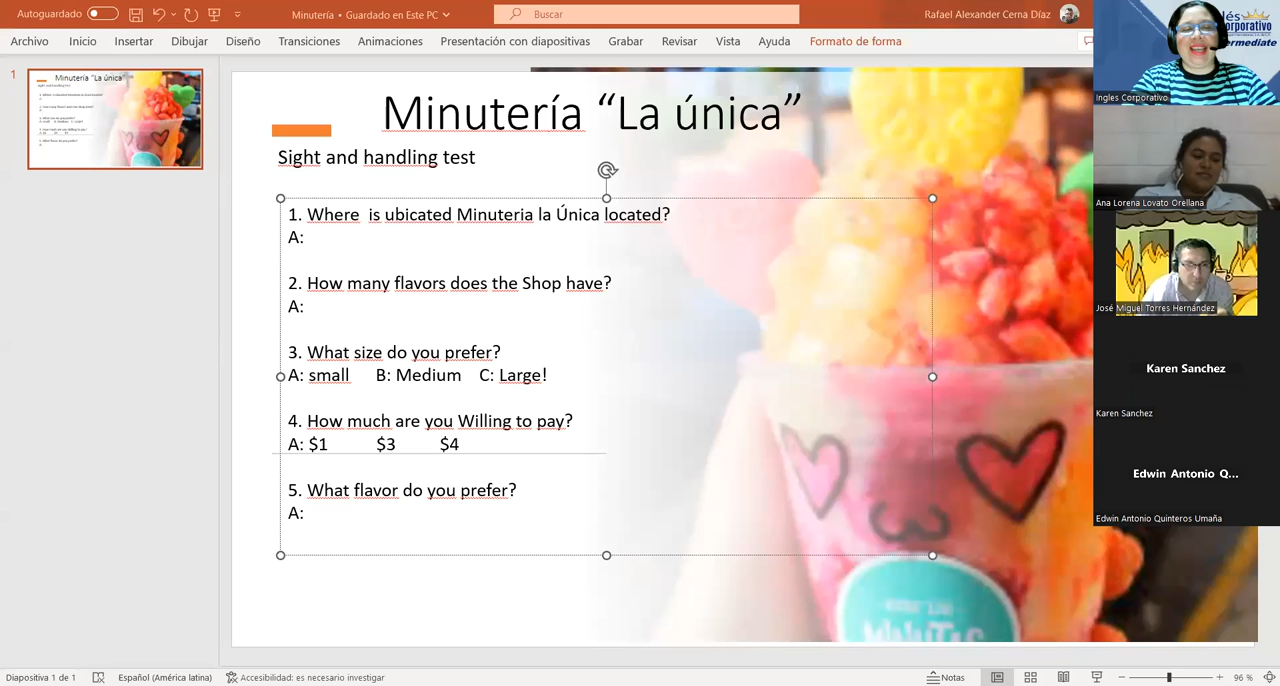 Autoguardado
Minutería • Guardado en Este PC
Buscar
Rafael Alexander Cerna Díaz
Archivo Inicio Insertar Dibujar Diseño Transiciones Animaciones Presentación con diapositivas Grabar Revisar Vista Ayuda Formato de forma
1
Minutería “La única”
Sight and handling test
1. Where is ubicated Minuteria la Única located?
A:
2. How many flavors does the Shop have?
A:
3. What size do you prefer?
A: small B: Medium C: Large!
4. How much are you Willing to pay?
A: $1 $3 $4
5. What flavor do you prefer?
A:
Ingles Corporativo
Ana Lorena Lovato Orellana
José Miguel Torres Hernández
Karen Sanchez
Karen Sanchez
Edwin Antonio Q...
Edwin Antonio Quinteros Umaña
Diapositiva 1 de 1 Español (América latina) Accesibilidad: es necesario investigar Notas 96 %